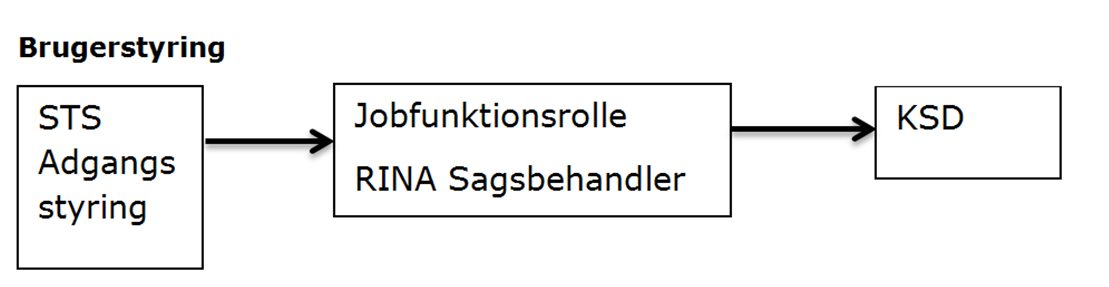 Brugerstyring
STS
Adgangs
styring
Jobfunktionsrolle
RINA Sagsbehandler
KSD